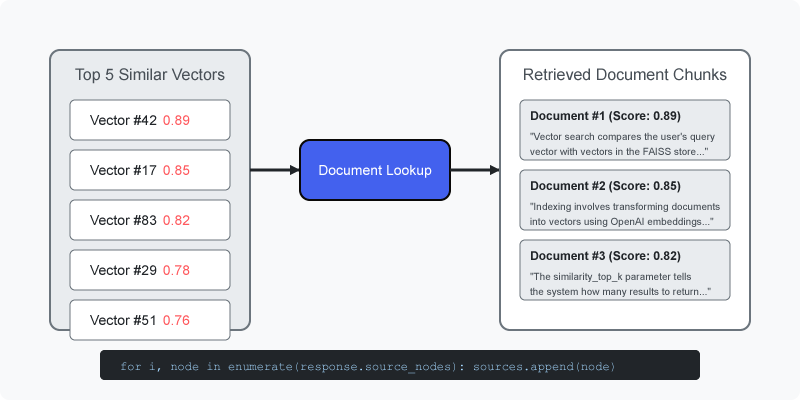 Top 5 Similar Vectors
Vector #42 0.89
Vector #17 0.85
Vector #83 0.82
Vector #29 0.78
Vector #51 0.76
Document Lookup
Retrieved Document Chunks
Document #1 (Score: 0.89)
"Vector search compares the user's query
vector with vectors in the FAISS store..."
Document #2 (Score: 0.85)
"Indexing involves transforming documents
into vectors using OpenAI embeddings..."
Document #3 (Score: 0.82)
"The similarity_top_k parameter tells
the system how many results to return..."
for i, node in enumerate(response.source_nodes): sources.append(node)